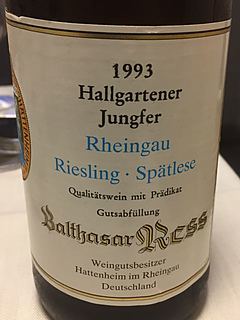 1993
Hallgartener
Jungfer
Rheingau
Riesling · Spätlese
Qualitätswein mit Prädikat
Gutsabfüllung
Balthasar Ress
Weingutsbesitzer
Hattenheim im Rheingau
Deutschland